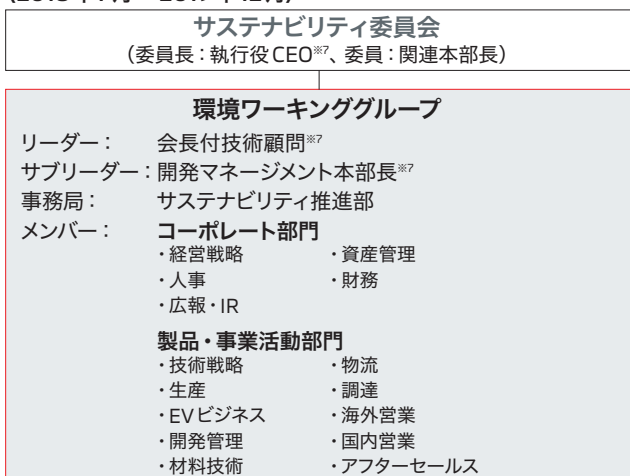 サステナビリティ委員会
（委員長：執行役CEO※7、委員：関連本部長）
環境ワーキンググループ
リーダー： 会長付技術顧問※7
サブリーダー：開発マネージメント本部長※7
事務局： サステナビリティ推進部
メンバー： コーポレート部門
・経営戦略 ・資産管理
・人事 ・財務
・広報・IR
製品・事業活動部門
・技術戦略 ・物流
・生産 ・調達
・EVビジネス ・海外営業
・開発管理 ・国内営業
・材料技術 ・アフターセールス